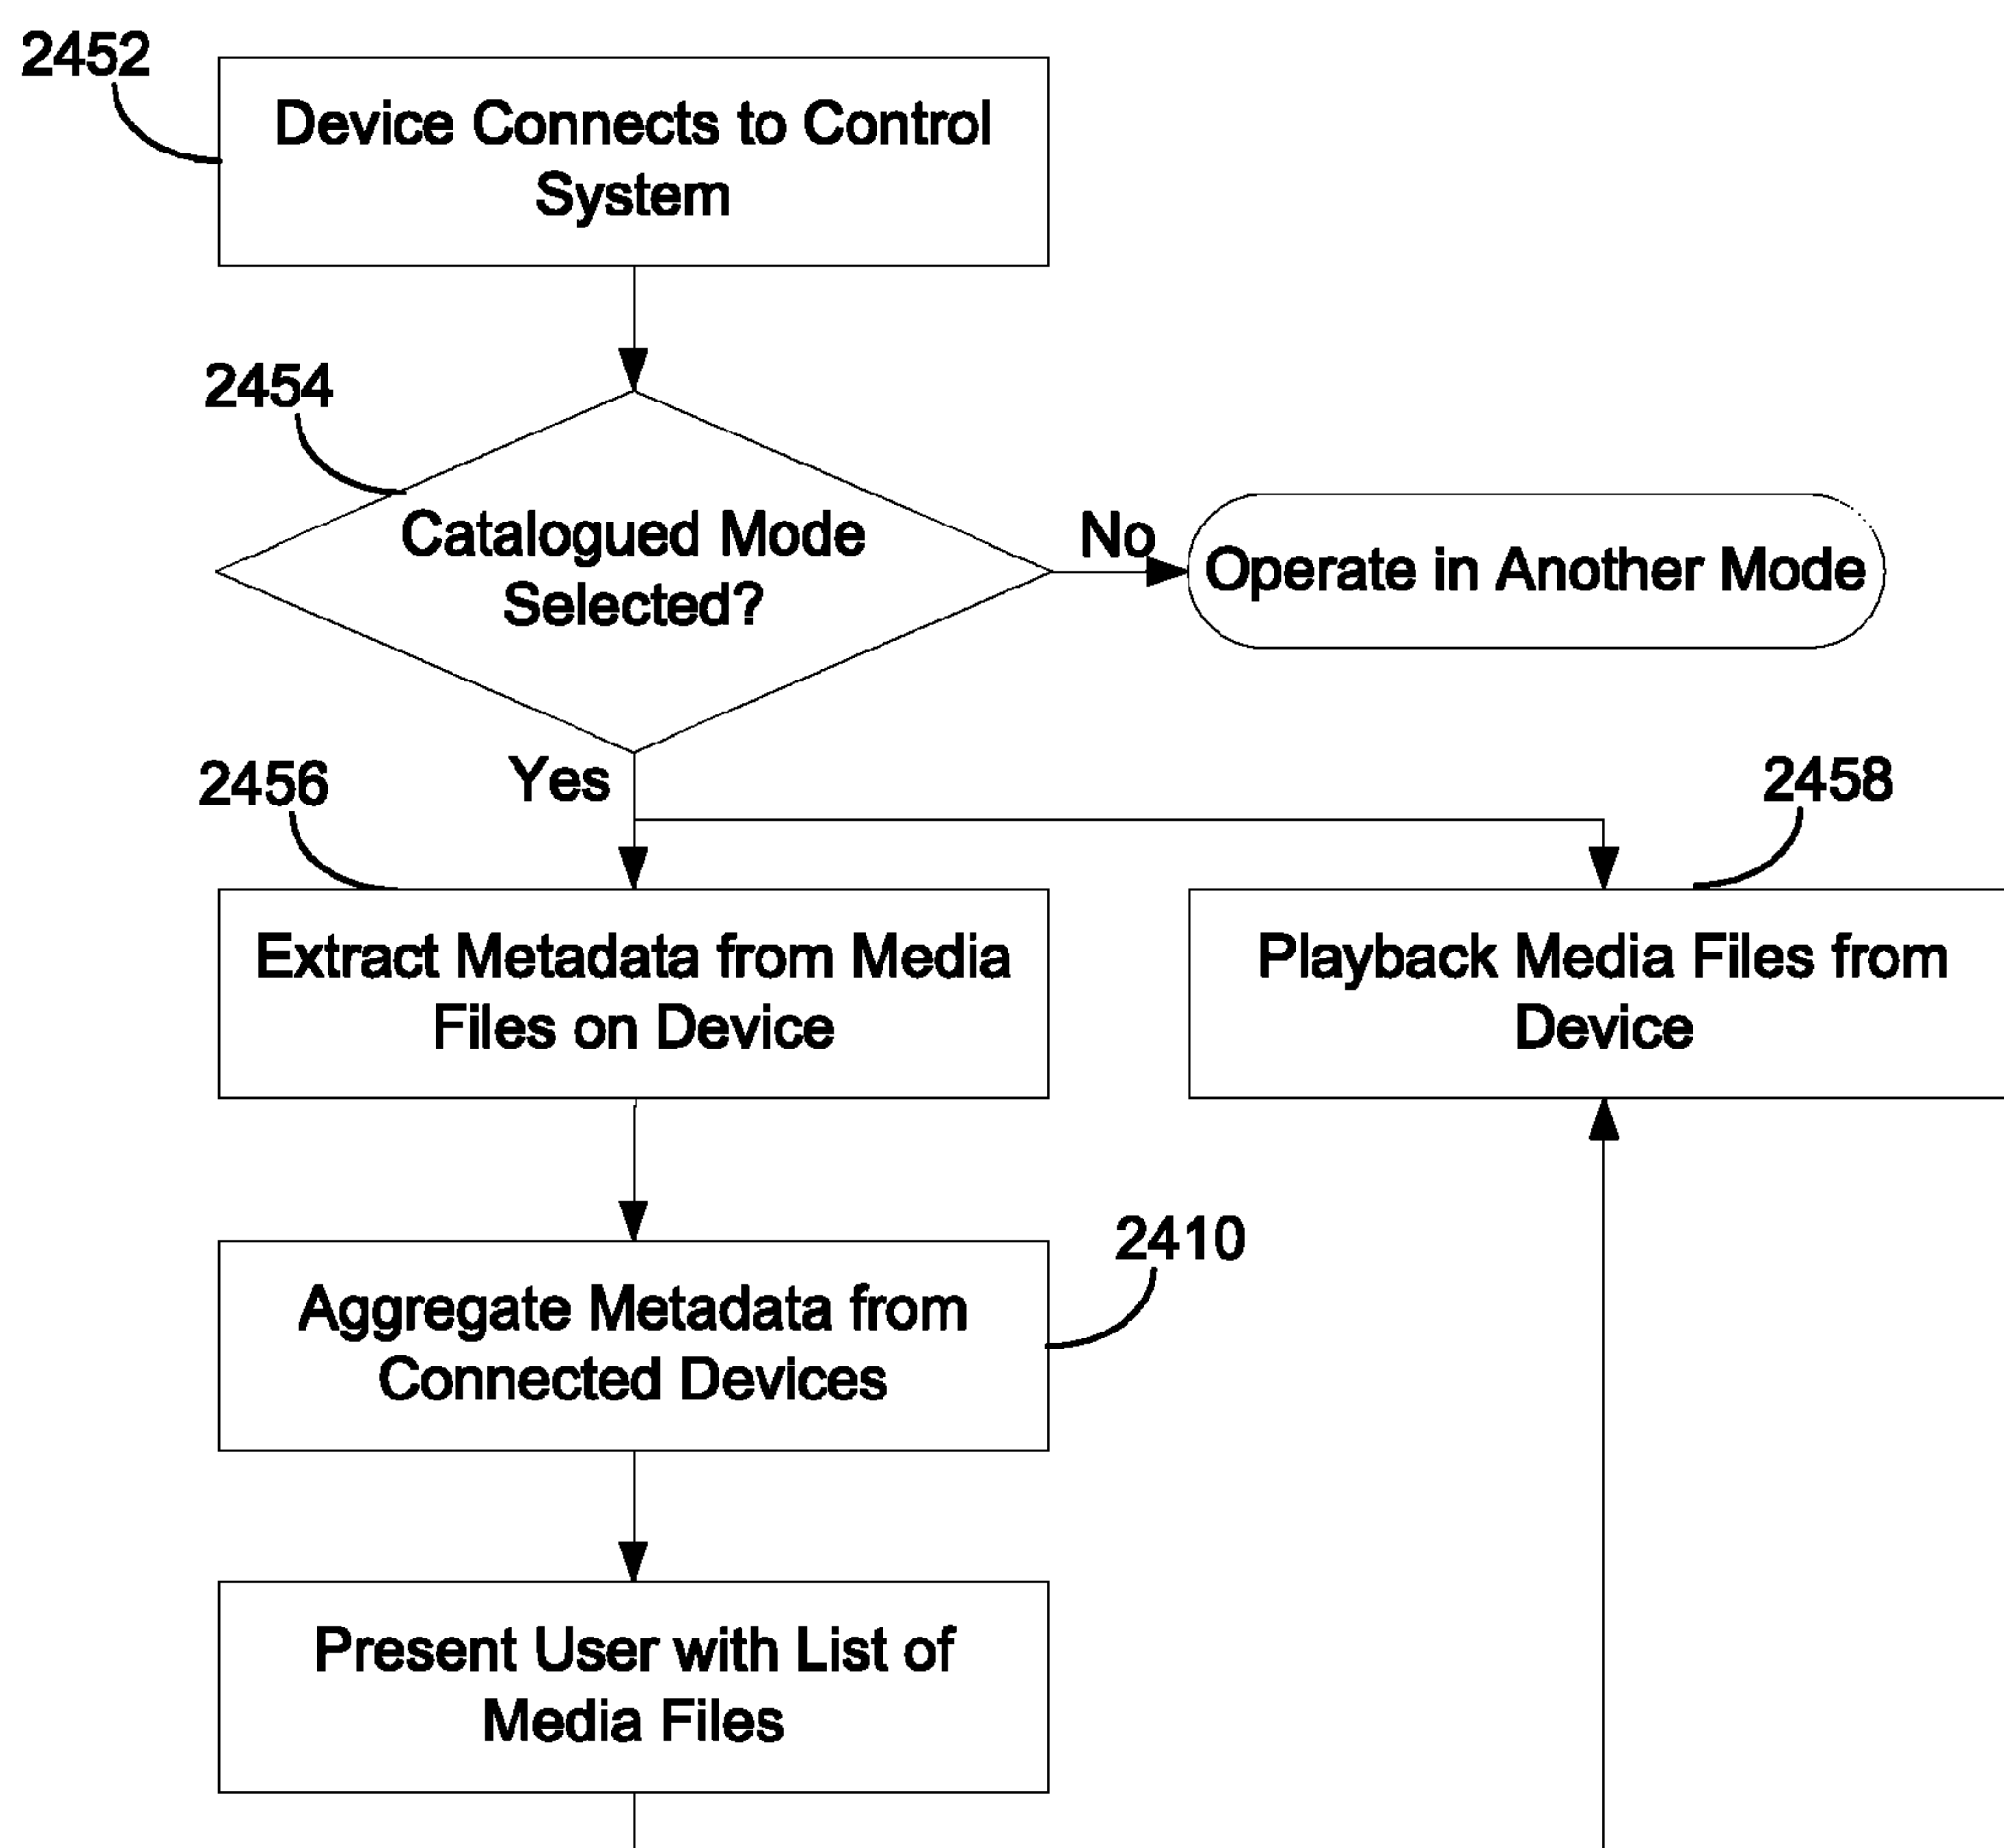 2452
Device Connects to Control
System
2454
Catalogued Mode
Selected?
No
Operate in Another Mode
Yes
2456
2458
Extract Metadata from Media
Files on Device
Playback Media Files from
Device
2410
Aggregate Metadata from
Connected Devices
Present User with List of
Media Files